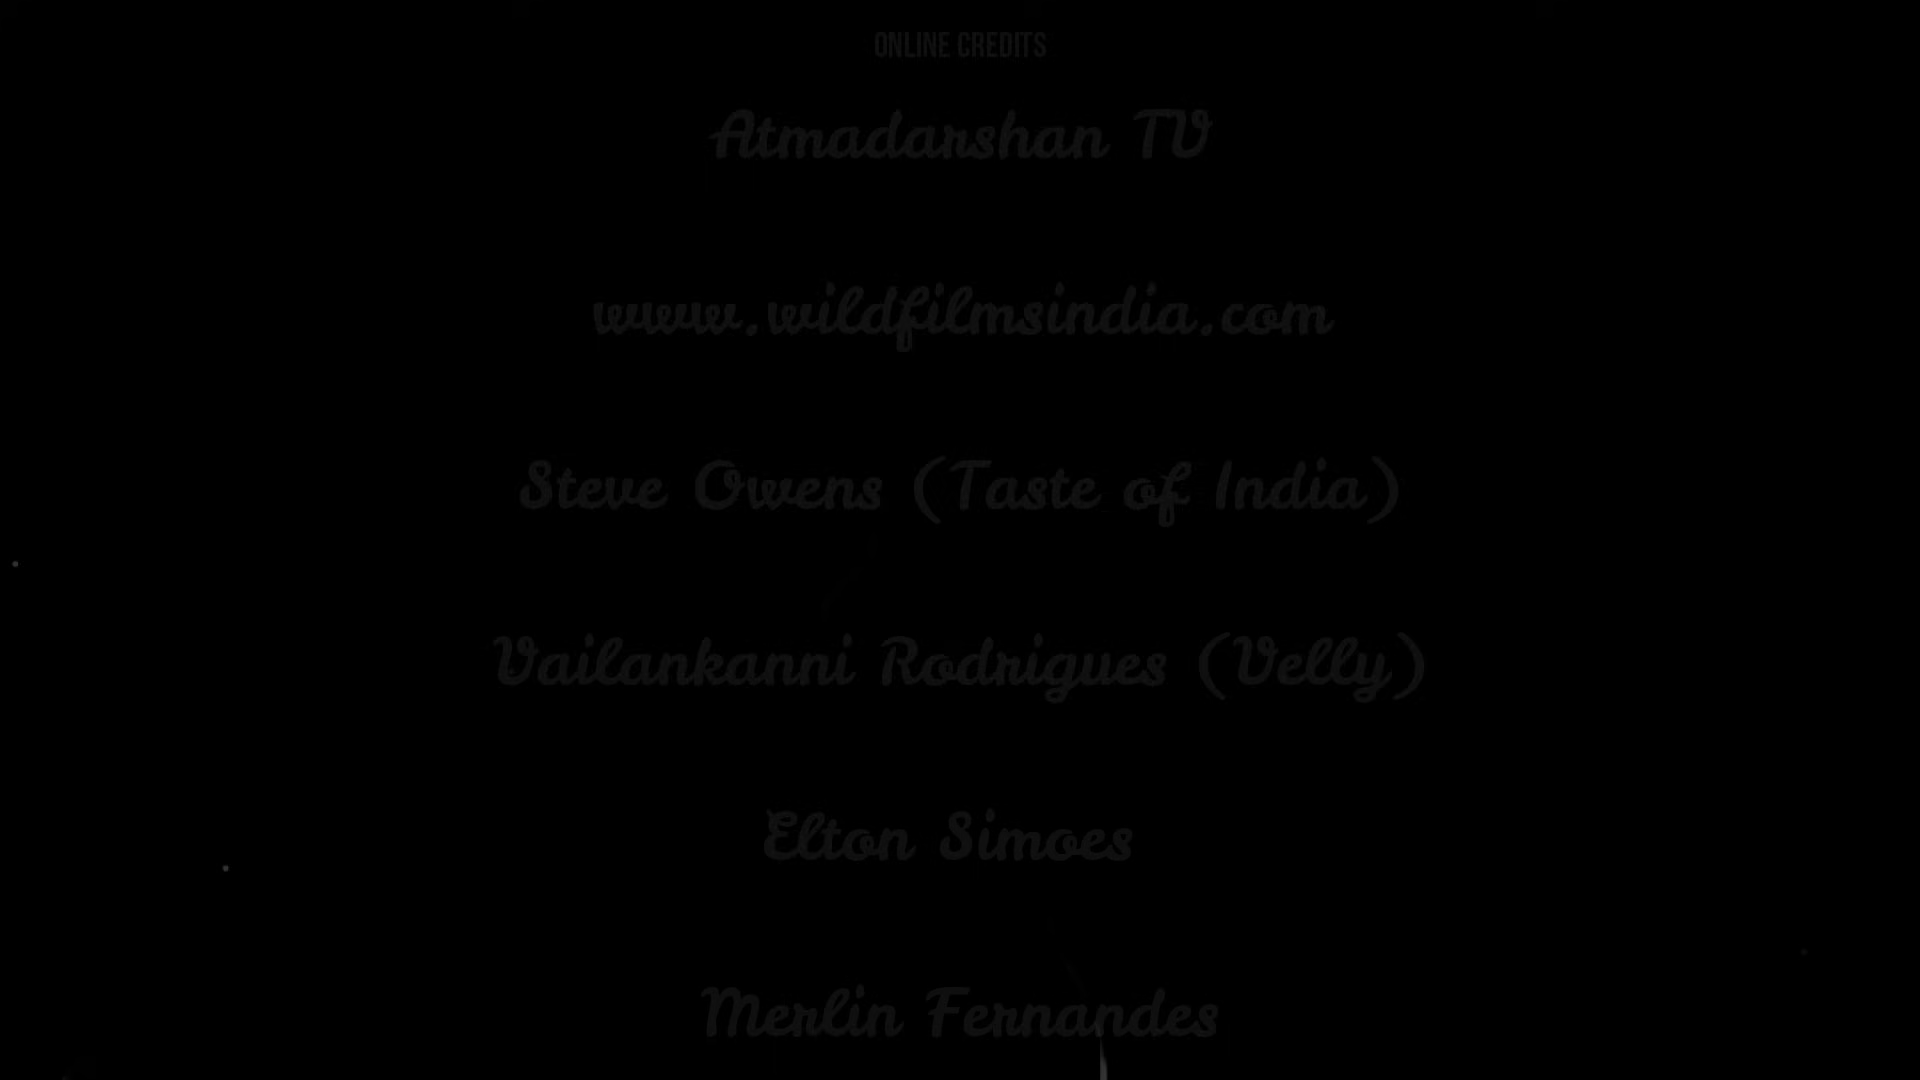 ONLINE CREDITS
Atmadarshan TV
www.wildfilmsindia.com
Steve Owens (Taste of India)
Vailankanni Rodrigues (Velly)
Elton Simoes
Merlin Fernandes